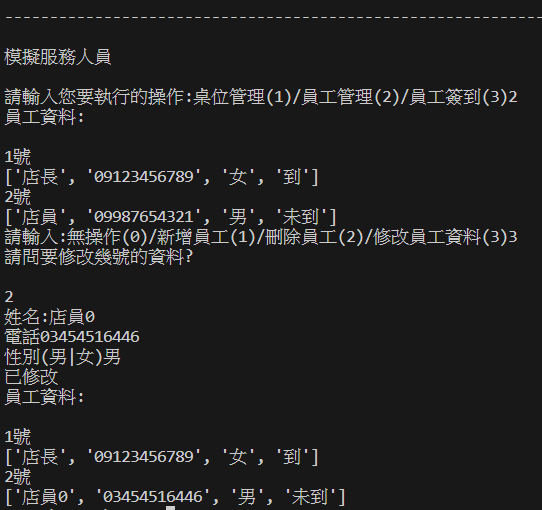 ------------------------------------------------------------
模擬服務人員
請輸入您要執行的操作:桌位管理(1)/員工管理(2)/員工簽到(3)2
員工資料:
1號
['店長', '09123456789', '女', '到']
2號
['店員', '09987654321', '男', '未到']
請輸入:無操作(0)/新增員工(1)/刪除員工(2)/修改員工資料(3)3
請問要修改幾號的資料?
2
姓名:店員0
電話03454516446
性別(男|女)男
已修改
員工資料:
1號
['店長', '09123456789', '女', '到']
2號
['店員0', '03454516446', '男', '未到']